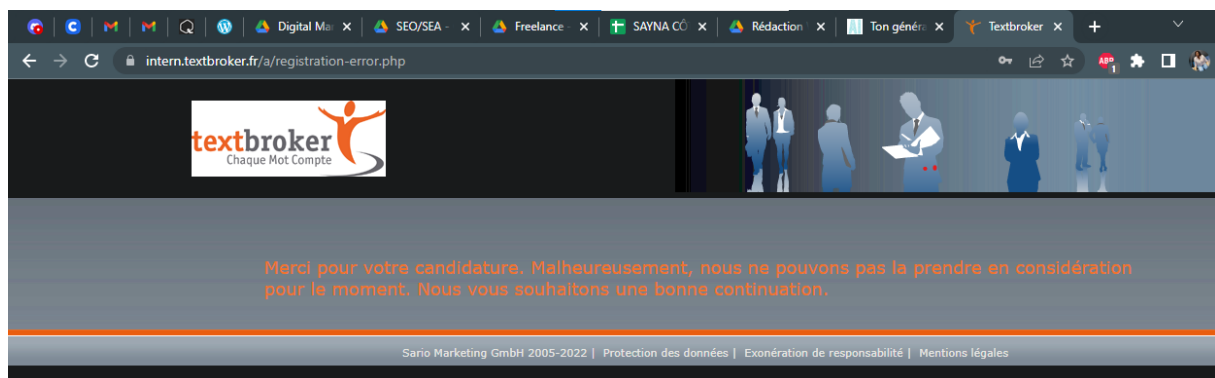 Digital Ma
SEO/SEA -
Freelance -
SAYNA CÔ
Rédaction
Ton généra
Textbroker
intern.textbroker.fr/a/registration-error.php
ABP
1
textbroker
Chaque Mot Compte
Merci pour votre candidature. Malheureusement, nous ne pouvons pas la prendre en considération
pour le moment. Nous vous souhaitons une bonne continuation.
Sario Marketing GmbH 2005-2022 | Protection des données | Exonération de responsabilité | Mentions légales